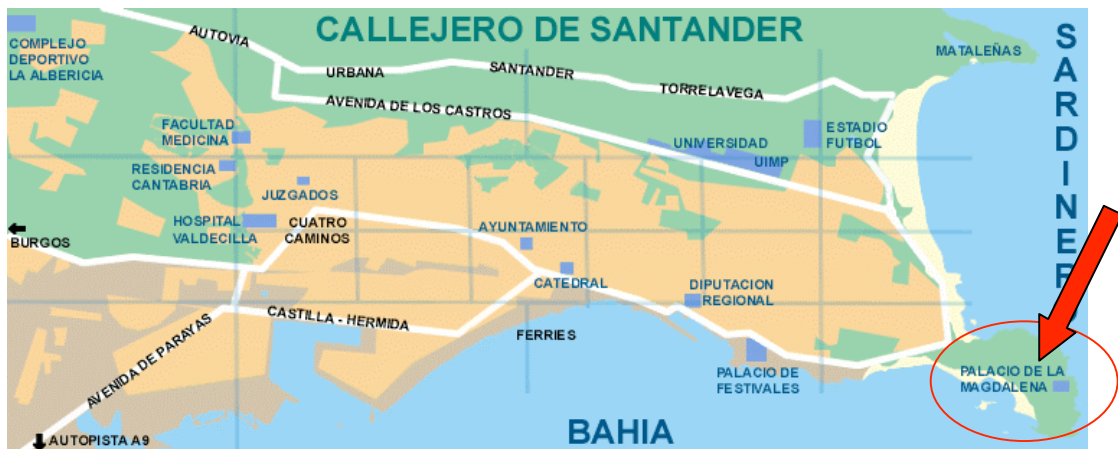 CALLEJERO DE SANTANDER
COMPLEJO
DEPORTIVO
LA ALBERICIA
AUTOVIA
URBANA
SANTANDER
TORRELAVEGA
MATALEÑAS
AVENIDA DE LOS CASTROS
FACULTAD
MEDICINA
UNIVERSIDAD
UIMP
ESTADIO
FUTBOL
RESIDENCIA
CANTABRIA
JUZGADOS
HOSPITAL
VALDECILLA
CUATRO
CAMINOS
AYUNTAMIENTO
BURGOS
CATEDRAL
DIPUTACION
REGIONAL
CASTILLA - HERMIDA
FERRIES
AVENIDA DE PARAYAS
PALACIO DE
FESTIVALES
PALACIO DE LA
MAGDALENA
AUTOPISTA A9
BAHIA